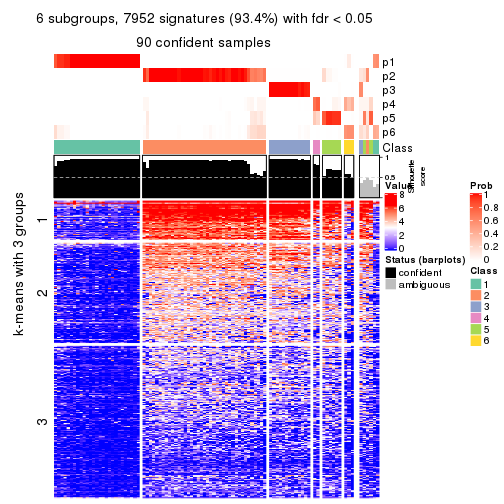 6 subgroups, 7952 signatures (93.4%) with fdr < 0.05
90 confident samples
p1
p2
p3
p4
p5
p6
Class
1
0.5
0
Silhouette
score
k-means with 3 groups
1
2
3
Value
8
6
4
2
0
Status (barplots)
confident
ambiguous
Prob
1
0.8
0.6
0.4
0.2
0
Class
1
2
3
4
5
6